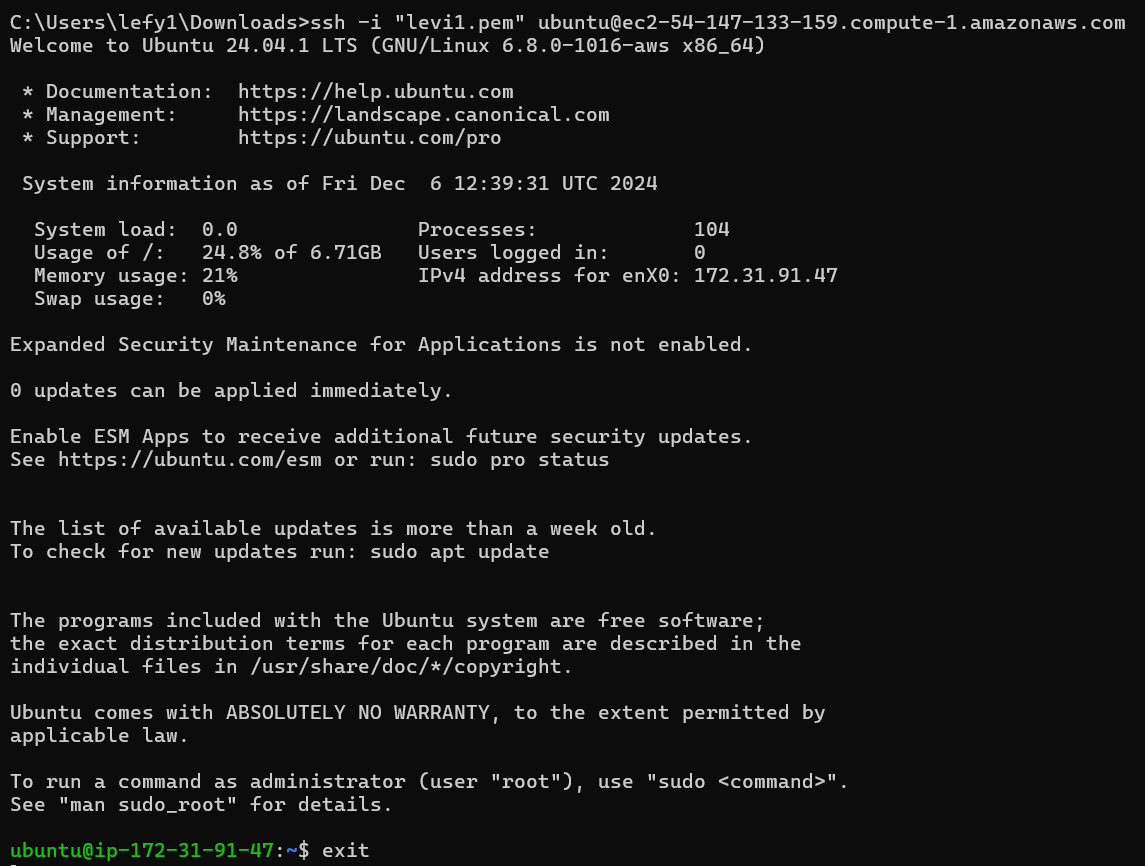 C:\Users\lefy1\Downloads>ssh -i "levi1.pem" ubuntu@ec2-54-147-133-159.compute-1.amazonaws.com
Welcome to Ubuntu 24.04.1 LTS (GNU/Linux 6.8.0-1016-aws x86_64)

 * Documentation:  https://help.ubuntu.com
 * Management:     https://landscape.canonical.com
 * Support:        https://ubuntu.com/pro

 System information as of Fri Dec  6 12:39:31 UTC 2024

  System load:  0.0               Processes:             104
  Usage of /:   24.8% of 6.71GB   Users logged in:       0
  Memory usage: 21%               IPv4 address for enX0: 172.31.91.47
  Swap usage:   0%

Expanded Security Maintenance for Applications is not enabled.

0 updates can be applied immediately.

Enable ESM Apps to receive additional future security updates.
See https://ubuntu.com/esm or run: sudo pro status


The list of available updates is more than a week old.
To check for new updates run: sudo apt update


The programs included with the Ubuntu system are free software;
the exact distribution terms for each program are described in the
individual files in /usr/share/doc/*/copyright.

Ubuntu comes with ABSOLUTELY NO WARRANTY, to the extent permitted by
applicable law.

To run a command as administrator (user "root"), use "sudo <command>".
See "man sudo_root" for details.

ubuntu@ip-172-31-91-47:~$ exit